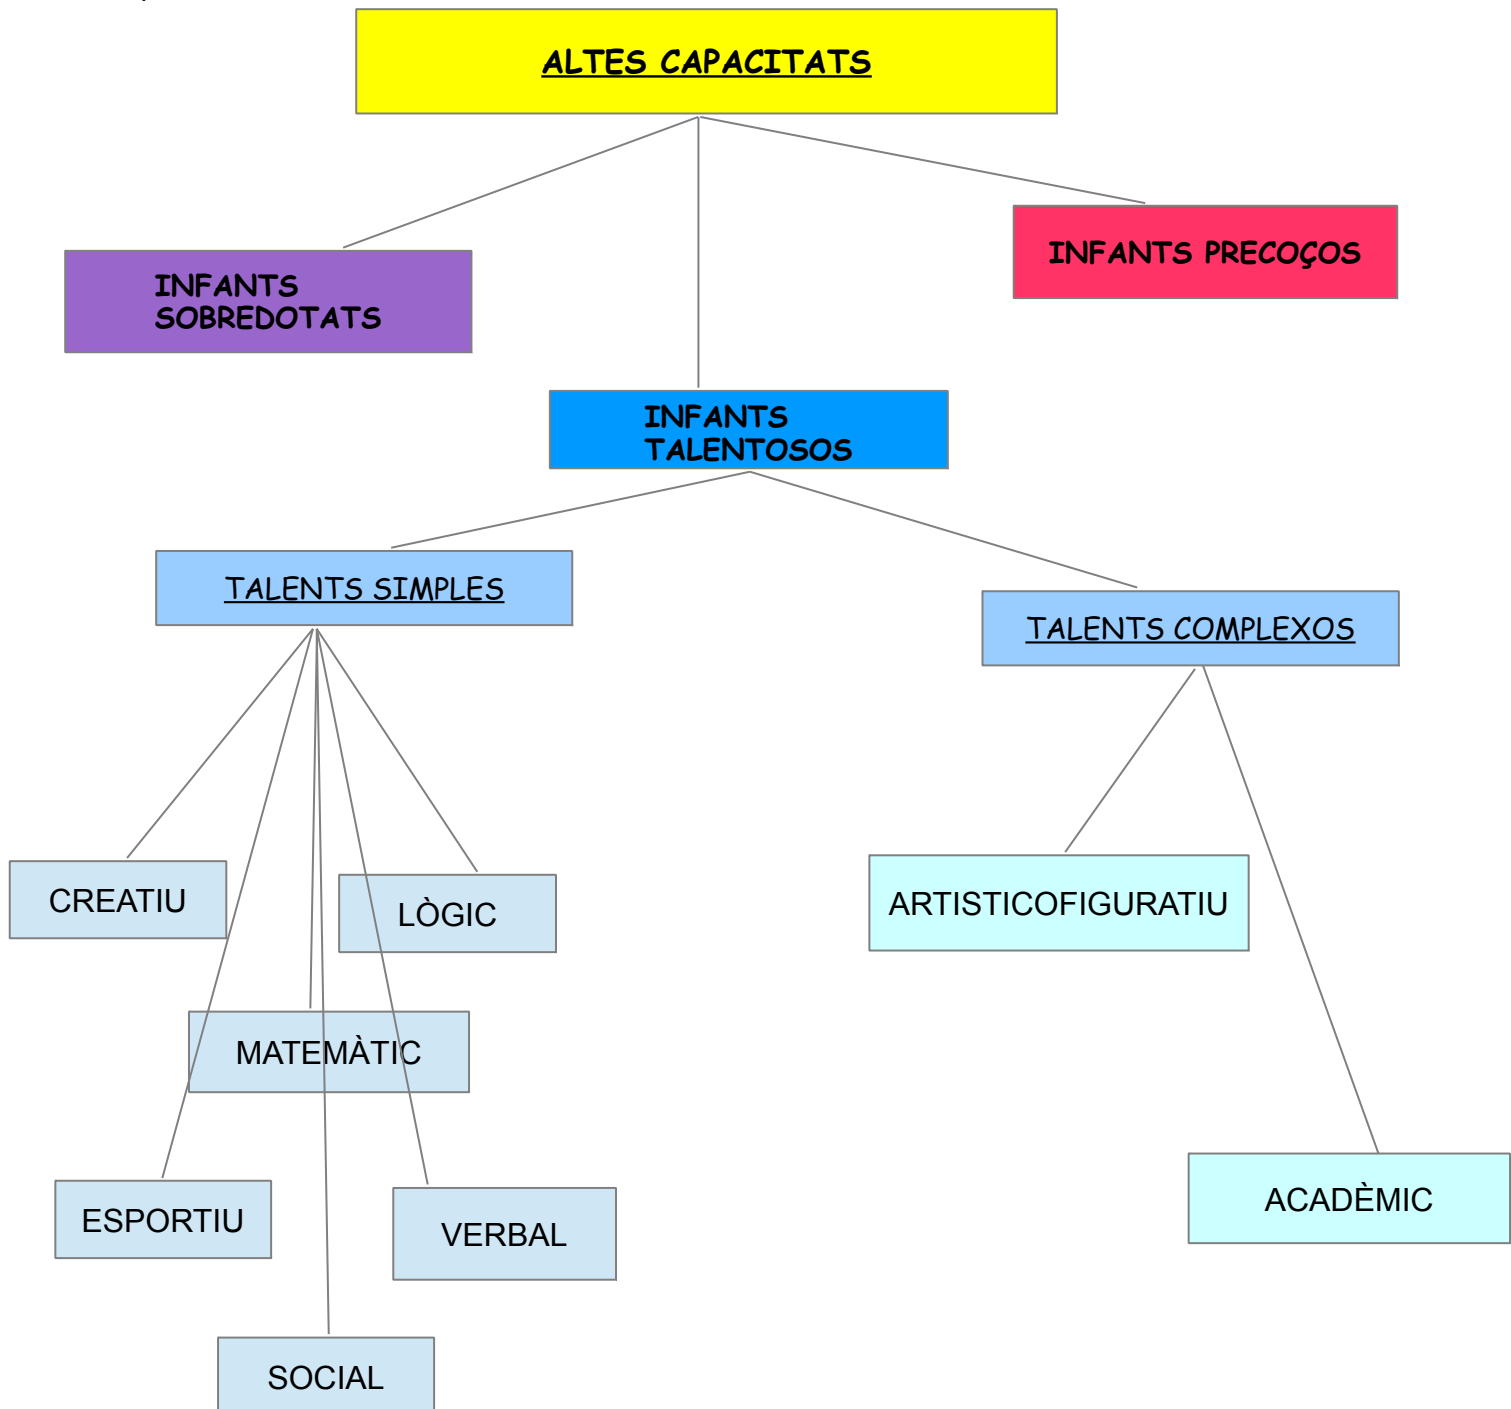 ALTES CAPACITATS
INFANTS PRECOÇOS
INFANTS
SOBREDOTATS
INFANTS
TALENTOSOS
TALENTS SIMPLES
TALENTS COMPLEXOS
CREATIU
LÒGIC
ARTISTICOFIGURATIU
MATEMÀTIC
ESPORTIU
VERBAL
ACADÈMIC
SOCIAL